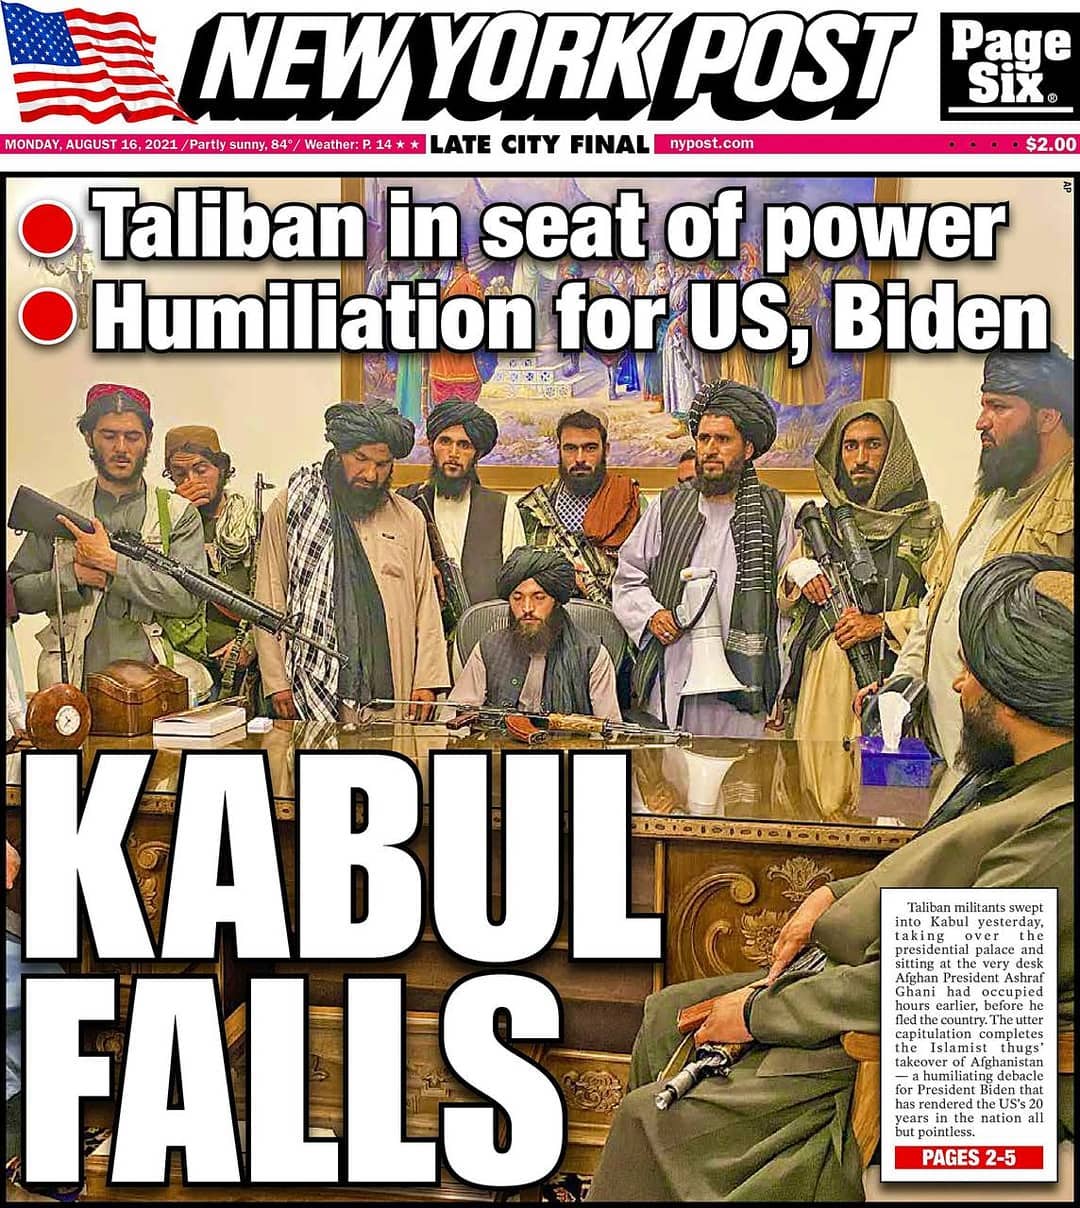 NEW YORK POST
Page
Six®
MONDAY, AUGUST 16, 2021 / Partly sunny, 84° / Weather: P. 14 ★ ★
LATE CITY FINAL
nypost.com
$2.00
AP
Taliban in seat of power
Humiliation for US, Biden
KABUL
FALLS
Taliban militants swept
into Kabul yesterday,
taking over the
presidential palace and
sitting at the very desk
Afghan President Ashraf
Ghani had occupied
hours earlier, before he
fled the country. The utter
capitulation completes
the Islamist thugs'
takeover of Afghanistan
— a humiliating debacle
for President Biden that
has rendered the US's 20
years in the nation all
but pointless.
PAGES 2-5